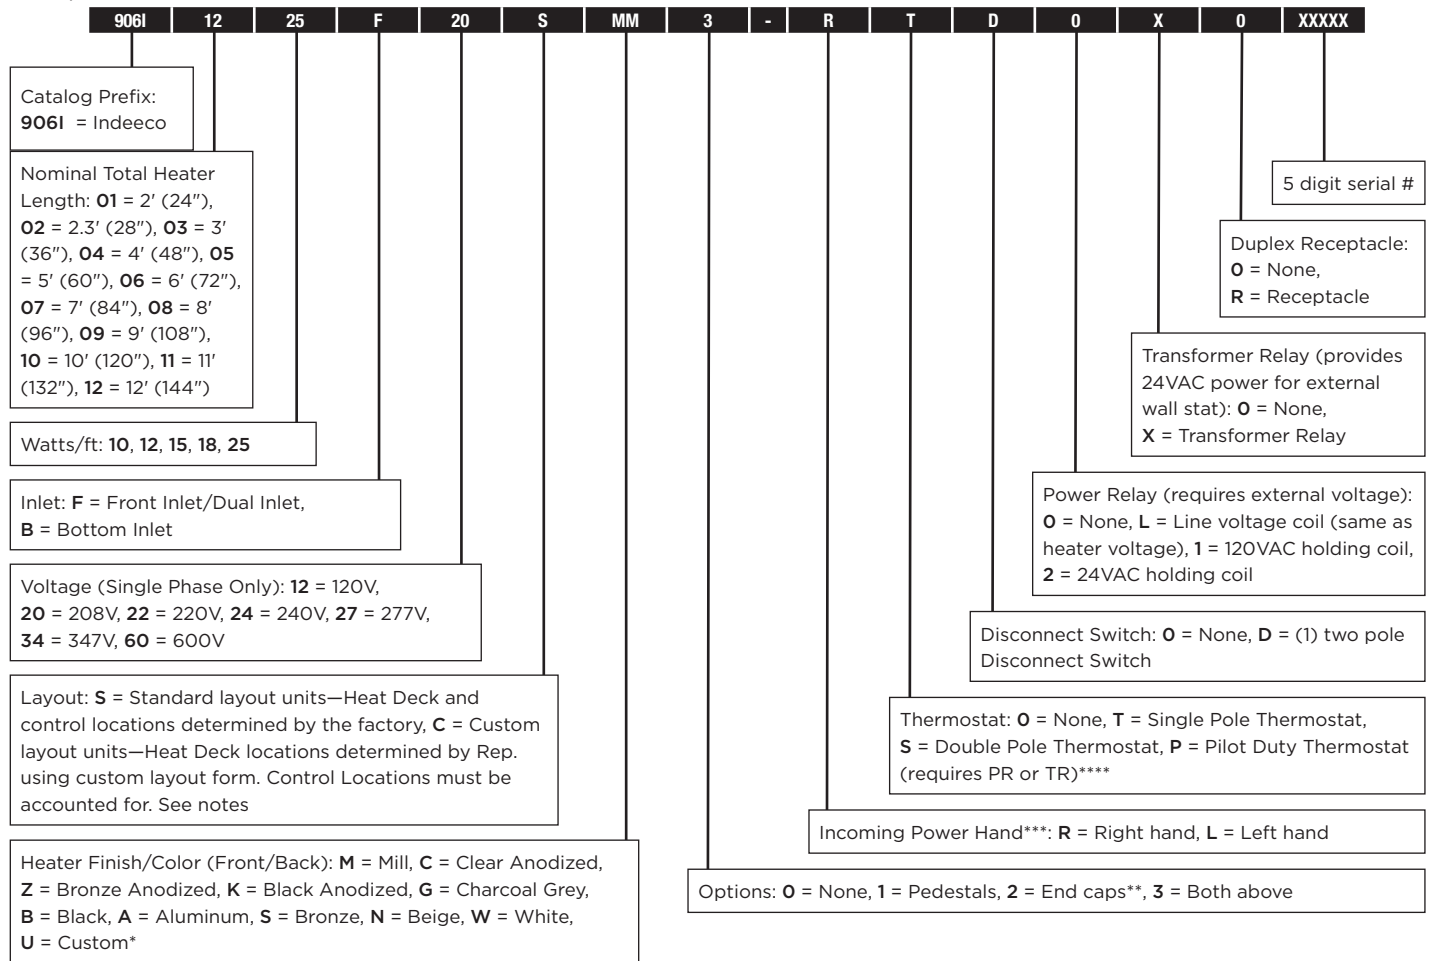 906I 12 25 F 20 S MM 3 - R T D 0 X 0 XXXXX
Catalog Prefix:
906I = Indeeco
Nominal Total Heater
Length: 01 = 2' (24"),
02 = 2.3' (28"), 03 = 3'
(36"), 04 = 4' (48"), 05
= 5' (60"), 06 = 6' (72"),
07 = 7' (84"), 08 = 8'
(96"), 09 = 9' (108"),
10 = 10' (120"), 11 = 11'
(132"), 12 = 12' (144")
Watts/ft: 10, 12, 15, 18, 25
Inlet: F = Front Inlet/Dual Inlet,
B = Bottom Inlet
Voltage (Single Phase Only): 12 = 120V,
20 = 208V, 22 = 220V, 24 = 240V, 27 = 277V,
34 = 347V, 60 = 600V
Layout: S = Standard layout units—Heat Deck and
control locations determined by the factory, C = Custom
layout units—Heat Deck locations determined by Rep.
using custom layout form. Control Locations must be
accounted for. See notes
Heater Finish/Color (Front/Back): M = Mill, C = Clear Anodized,
Z = Bronze Anodized, K = Black Anodized, G = Charcoal Grey,
B = Black, A = Aluminum, S = Bronze, N = Beige, W = White,
U = Custom*
5 digit serial #
Duplex Receptacle:
0 = None,
R = Receptacle
Transformer Relay (provides
24VAC power for external
wall stat): 0 = None,
X = Transformer Relay
Power Relay (requires external voltage):
0 = None, L = Line voltage coil (same as
heater voltage), 1 = 120VAC holding coil,
2 = 24VAC holding coil
Disconnect Switch: 0 = None, D = (1) two pole
Disconnect Switch
Thermostat: 0 = None, T = Single Pole Thermostat,
S = Double Pole Thermostat, P = Pilot Duty Thermostat
(requires PR or TR)****
Incoming Power Hand***: R = Right hand, L = Left hand
Options: 0 = None, 1 = Pedestals, 2 = End caps**, 3 = Both above